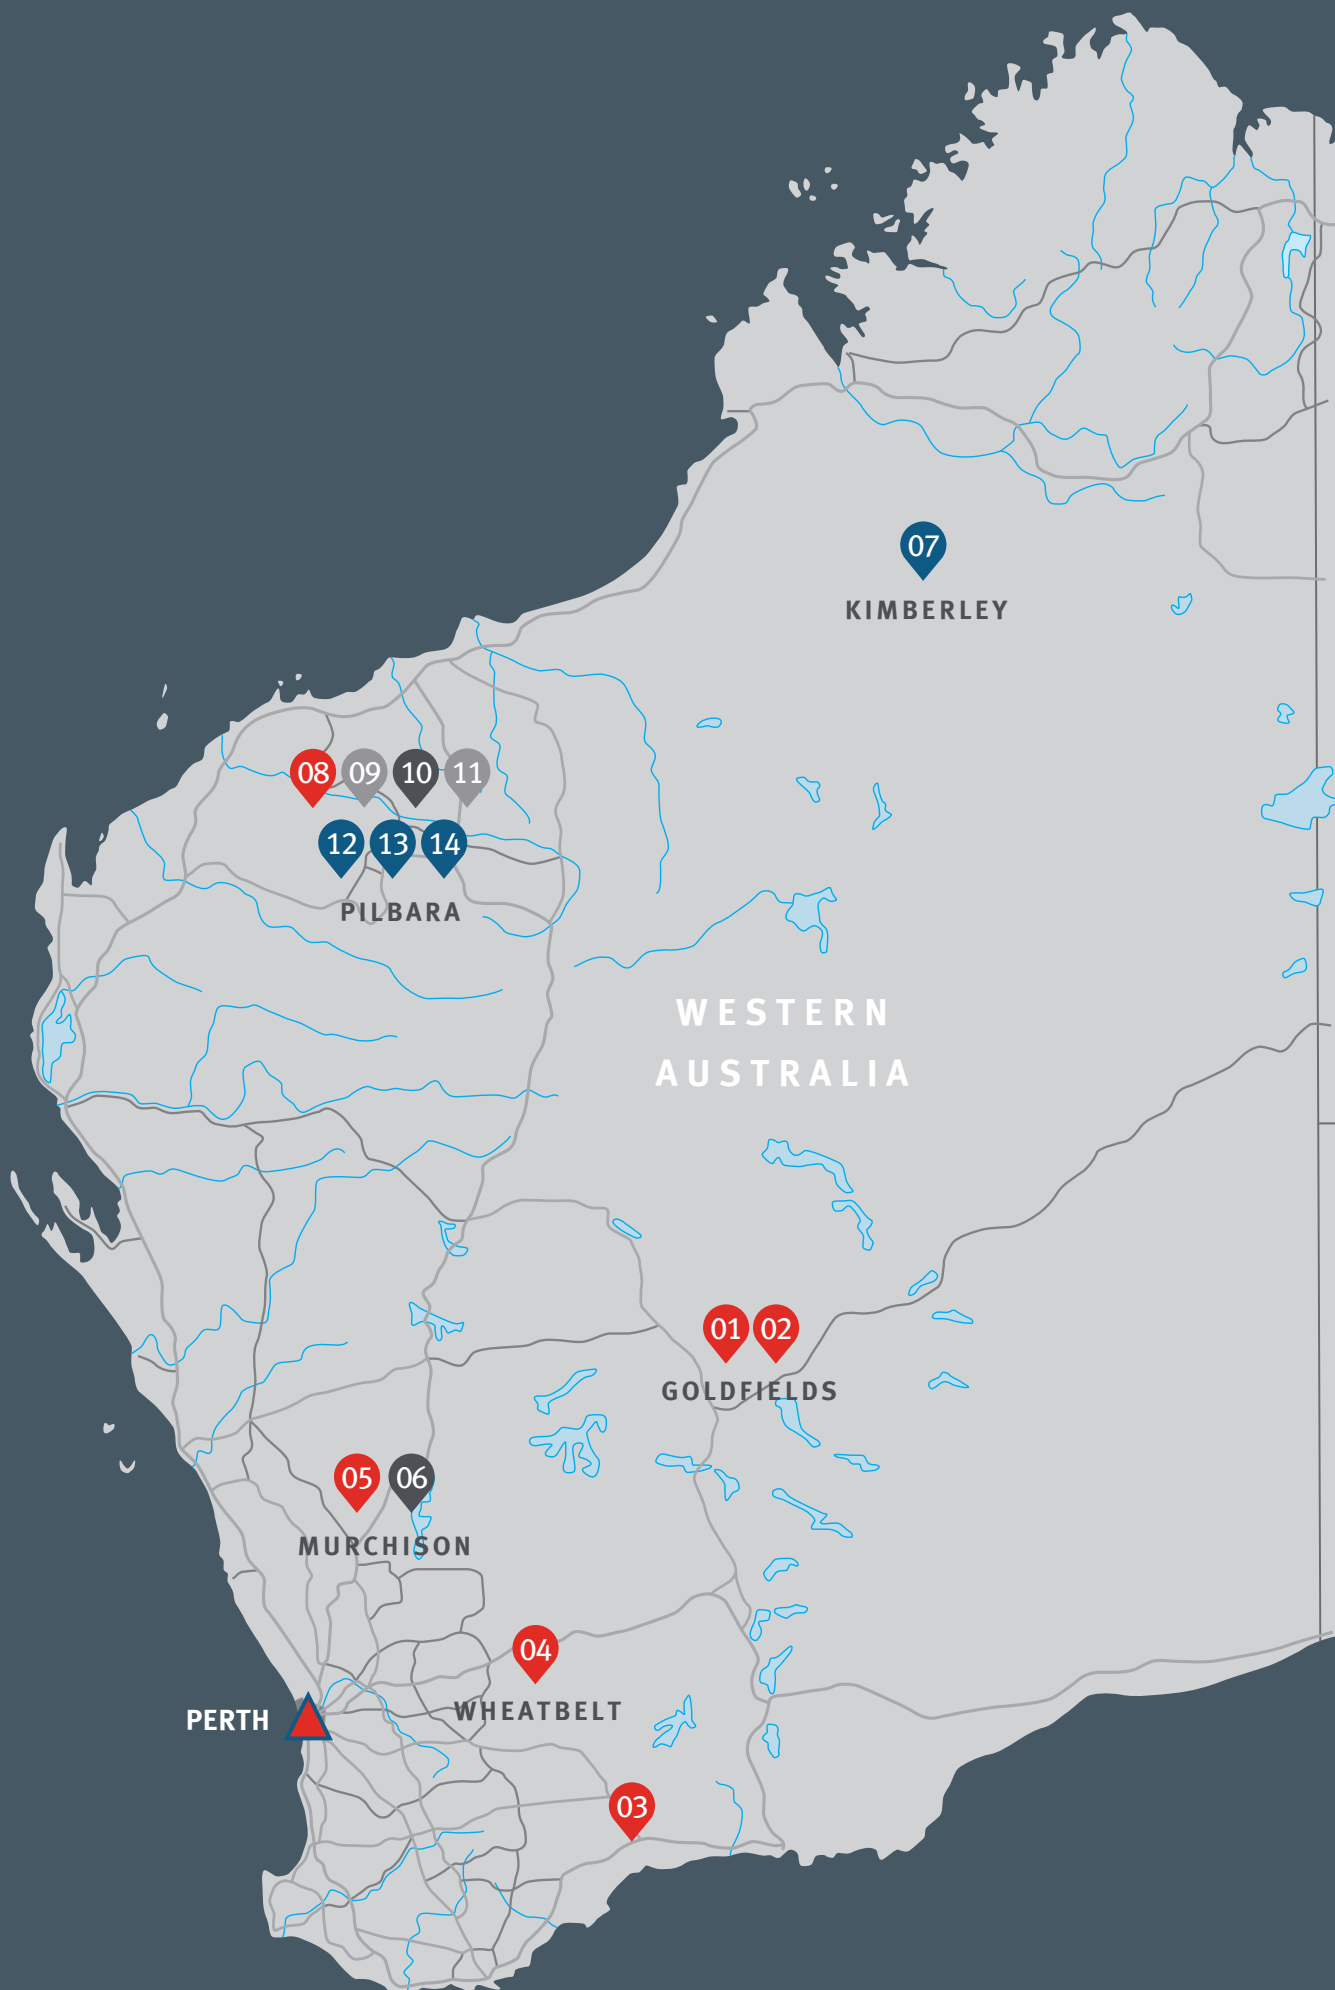 07
KIMBERLEY
08 09 10 11
12 13 14
PILBARA
WESTERN
AUSTRALIA
01 02
GOLDFIELDS
05 06
MURCHISON
04
WHEATBELT
PERTH
03